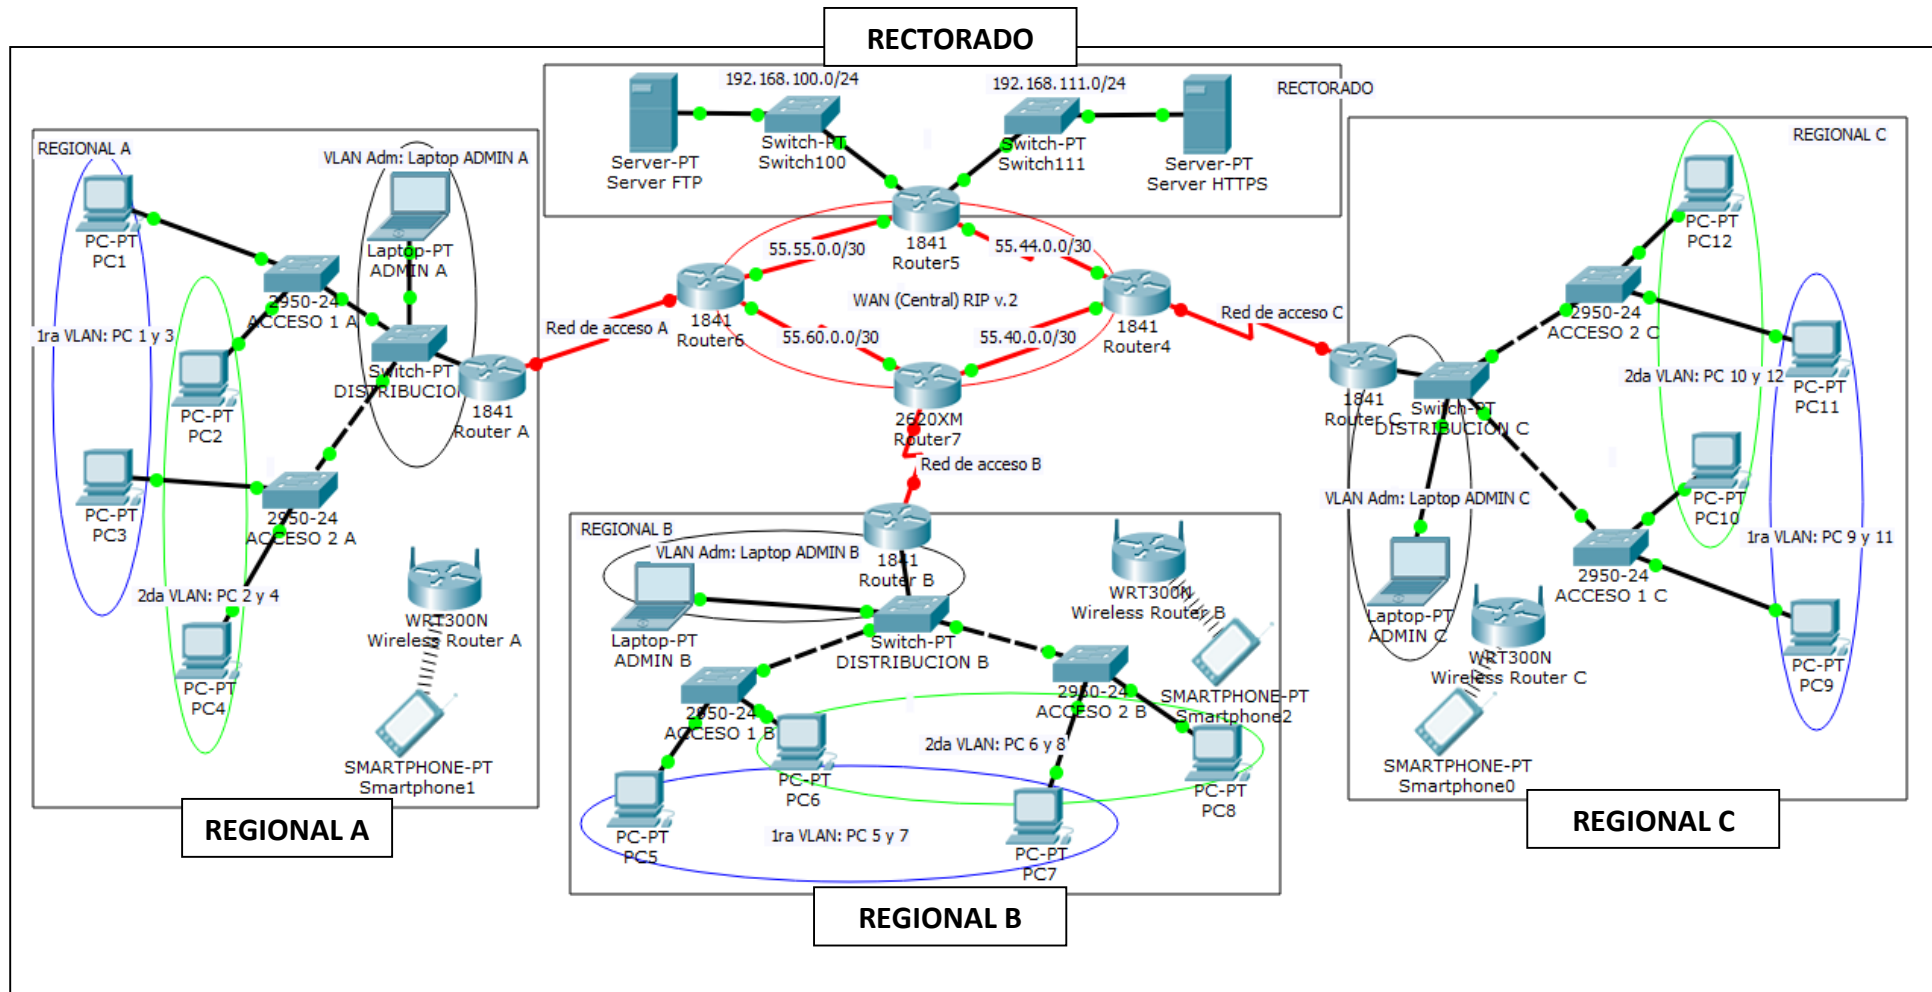 RECTORADO
192.168.100.0/24
192.168.111.0/24
RECTORADO
Server-PT
Server FTP
Switch-PT
Switch100
Switch-PT
Switch111
Server-PT
Server HTTPS
1841
Router5
55.55.0.0/30
55.44.0.0/30
WAN (Central) RIP v.2
1841
Router6
1841
Router4
55.60.0.0/30
55.40.0.0/30
2620XM
Router7
Red de acceso A
Red de acceso B
Red de acceso C
REGIONAL A
VLAN Adm: Laptop ADMIN A
PC-PT
PC1
Laptop-PT
ADMIN A
2950-24
ACCESO 1 A
1ra VLAN: PC 1 y 3
Switch-PT
DISTRIBUCION
1841
Router A
PC-PT
PC2
PC-PT
PC3
2950-24
ACCESO 2 A
2da VLAN: PC 2 y 4
PC-PT
PC4
WRT300N
Wireless Router A
SMARTPHONE-PT
Smartphone1
REGIONAL A
REGIONAL B
VLAN Adm: Laptop ADMIN B
1841
Router B
WRT300N
Wireless Router B
Laptop-PT
ADMIN B
Switch-PT
DISTRIBUCION B
2950-24
ACCESO 1 B
2950-24
ACCESO 2 B
SMARTPHONE-PT
Smartphone2
PC-PT
PC6
2da VLAN: PC 6 y 8
PC-PT
PC8
PC-PT
PC5
1ra VLAN: PC 5 y 7
PC-PT
PC7
REGIONAL B
REGIONAL C
PC-PT
PC12
2950-24
ACCESO 2 C
1841
Router C
Switch-PT
DISTRIBUCION C
2da VLAN: PC 10 y 12
PC-PT
PC11
VLAN Adm: Laptop ADMIN C
PC-PT
PC10
1ra VLAN: PC 9 y 11
2950-24
ACCESO 1 C
Laptop-PT
ADMIN C
WRT300N
Wireless Router C
PC-PT
PC9
SMARTPHONE-PT
Smartphone0
REGIONAL C